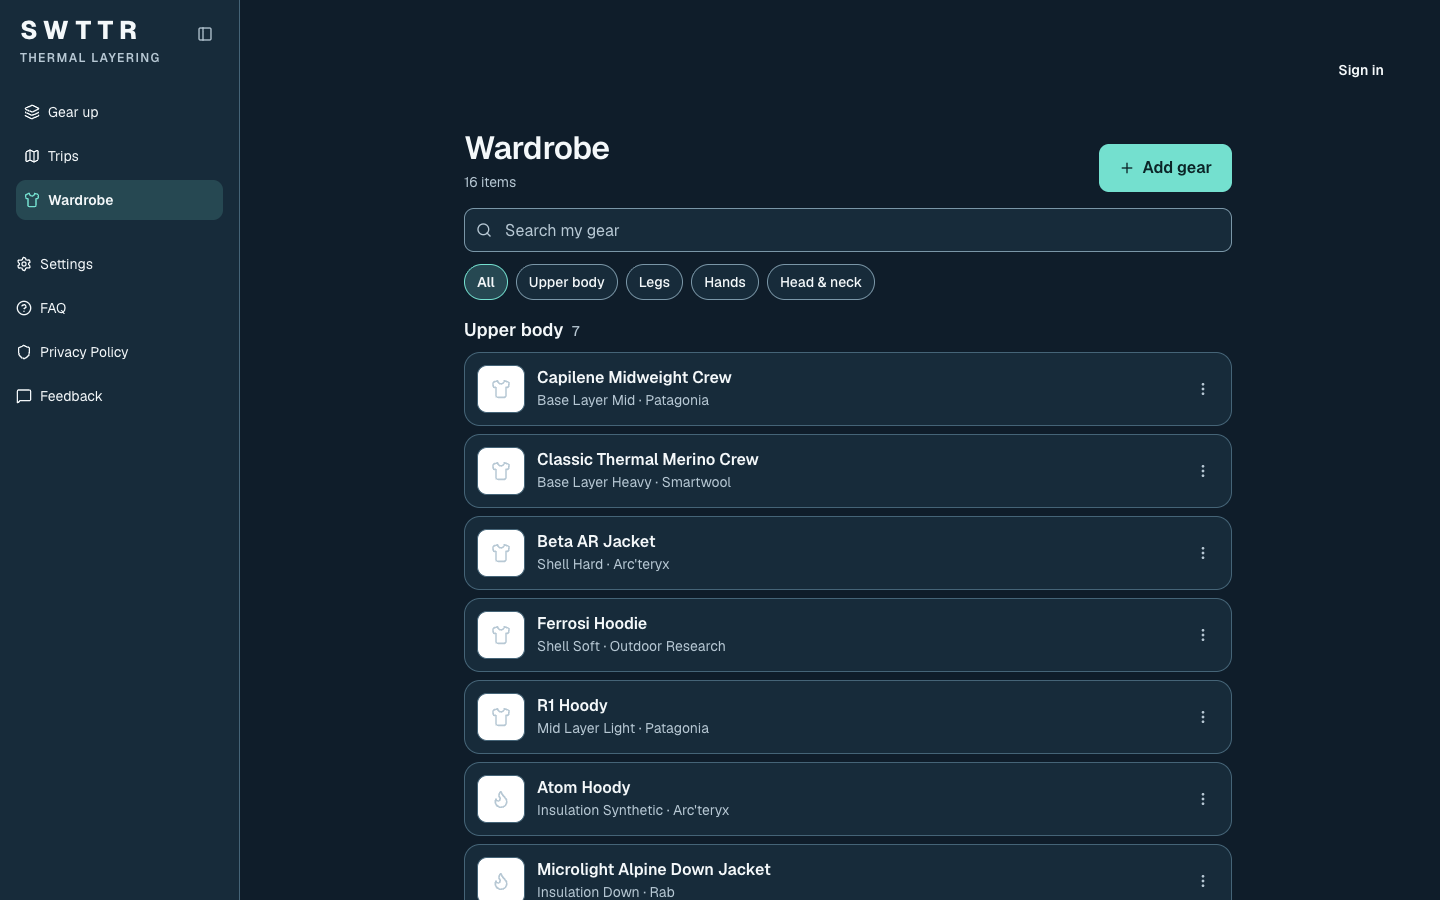 SWTTR
THERMAL LAYERING
Gear up
Trips
Wardrobe
Settings
FAQ
Privacy Policy
Feedback
Sign in
Wardrobe
16 items
Add gear
Search my gear
All
Upper body
Legs
Hands
Head & neck
Upper body 7
Capilene Midweight Crew
Base Layer Mid · Patagonia
Classic Thermal Merino Crew
Base Layer Heavy · Smartwool
Beta AR Jacket
Shell Hard · Arc'teryx
Ferrosi Hoodie
Shell Soft · Outdoor Research
R1 Hoody
Mid Layer Light · Patagonia
Atom Hoody
Insulation Synthetic · Arc'teryx
Microlight Alpine Down Jacket
Insulation Down · Rab